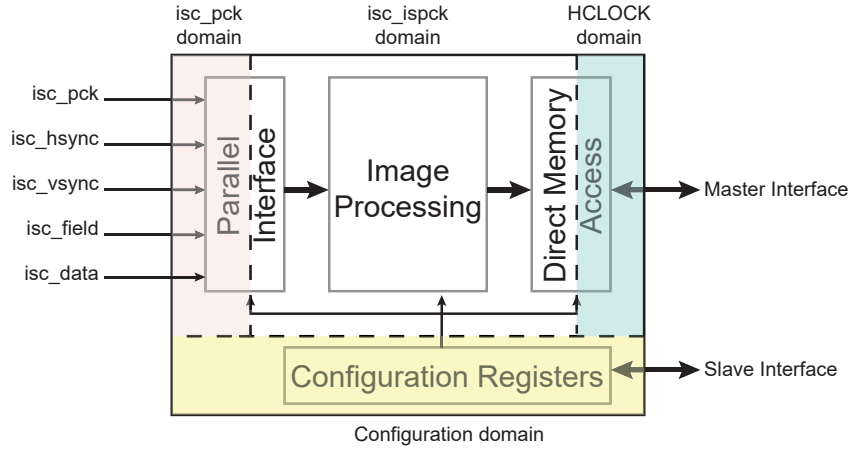 isc_pck
domain
isc_ispck
domain
HCLOCK
domain
isc_pck
isc_hsync
isc_vsync
isc_field
isc_data
Parallel
Interface
Image
Processing
Direct Memory
Access
Master Interface
Configuration Registers
Slave Interface
Configuration domain